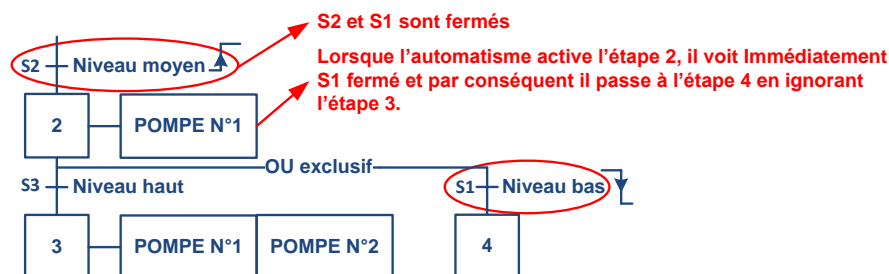 S2 et S1 sont fermés
Lorsque l’automatisme active l’étape 2, il voit Immédiatement
S1 fermé et par conséquent il passe à l’étape 4 en ignorant
l’étape 3.
S2 Niveau moyen
2 POMPE N°1
OU exclusif
S3 Niveau haut
S1 Niveau bas
3 POMPE N°1 POMPE N°2 4